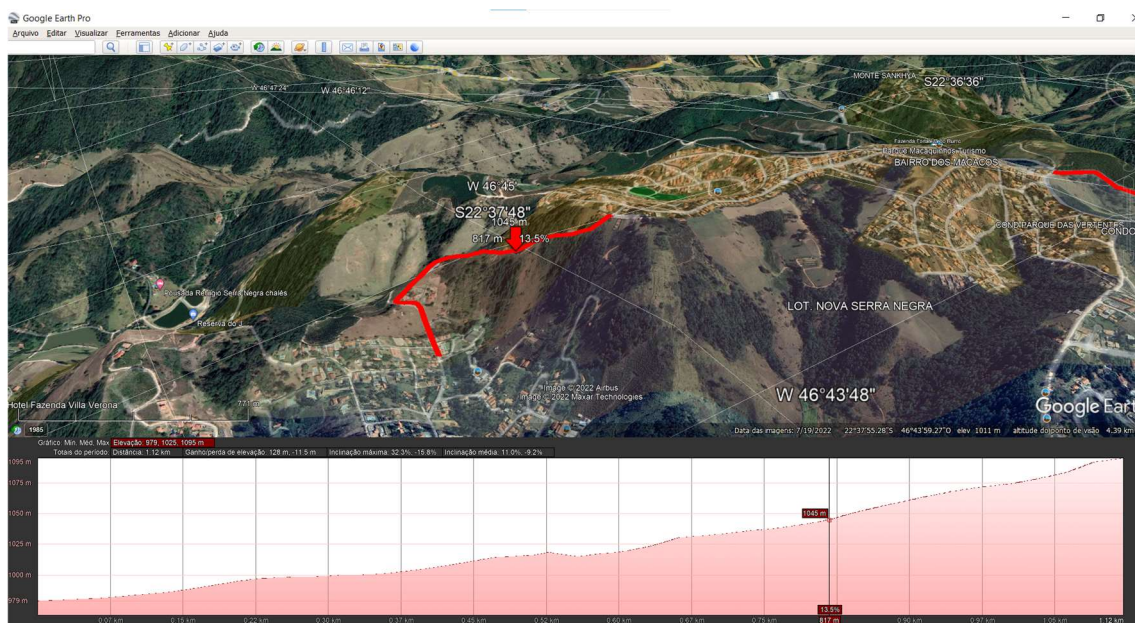 Google Earth Pro
Arquivo Editar Visualizar Ferramentas Adicionar Ajuda
MONTE SANKHYA
S22°36'36"
W 46°47'24"
W 46°46'12"
Parque Macaquinhos Turismo
BAIRRO DOS MACACOS
W 46°45'
S22°37'48"
1045 m
817 m 13.5%
COND PARQUE DAS VERTENTES
CONDO
Pousada Refúgio Serra Negra chalés
LOT. NOVA SERRA NEGRA
Reserva do J
Image © 2022 Airbus
Image © 2022 Maxar Technologies
W 46°43'48"
Hotel Fazenda Villa Verona
771 m
Google Earth
1985
Data das imagens: 7/19/2022 22°37'55.28"S 46°43'59.27"O elev 1011 m altitude do ponto de visão 4.39 km
Gráfico: Mín, Méd, Máx Elevação: 979, 1025, 1095 m
Totais do período: Distância: 1.12 km Ganho/perda de elevação: 128 m, -11.5 m Inclinação máxima: 32.3%, -15.8% Inclinação média: 11.0%, -9.2%
1095 m
1075 m
1050 m
1045 m
1025 m
1000 m
979 m
13.5%
0.07 km 0.15 km 0.22 km 0.30 km 0.37 km 0.45 km 0.52 km 0.60 km 0.67 km 0.75 km 817 m 0.90 km 0.97 km 1.05 km 1.12 km